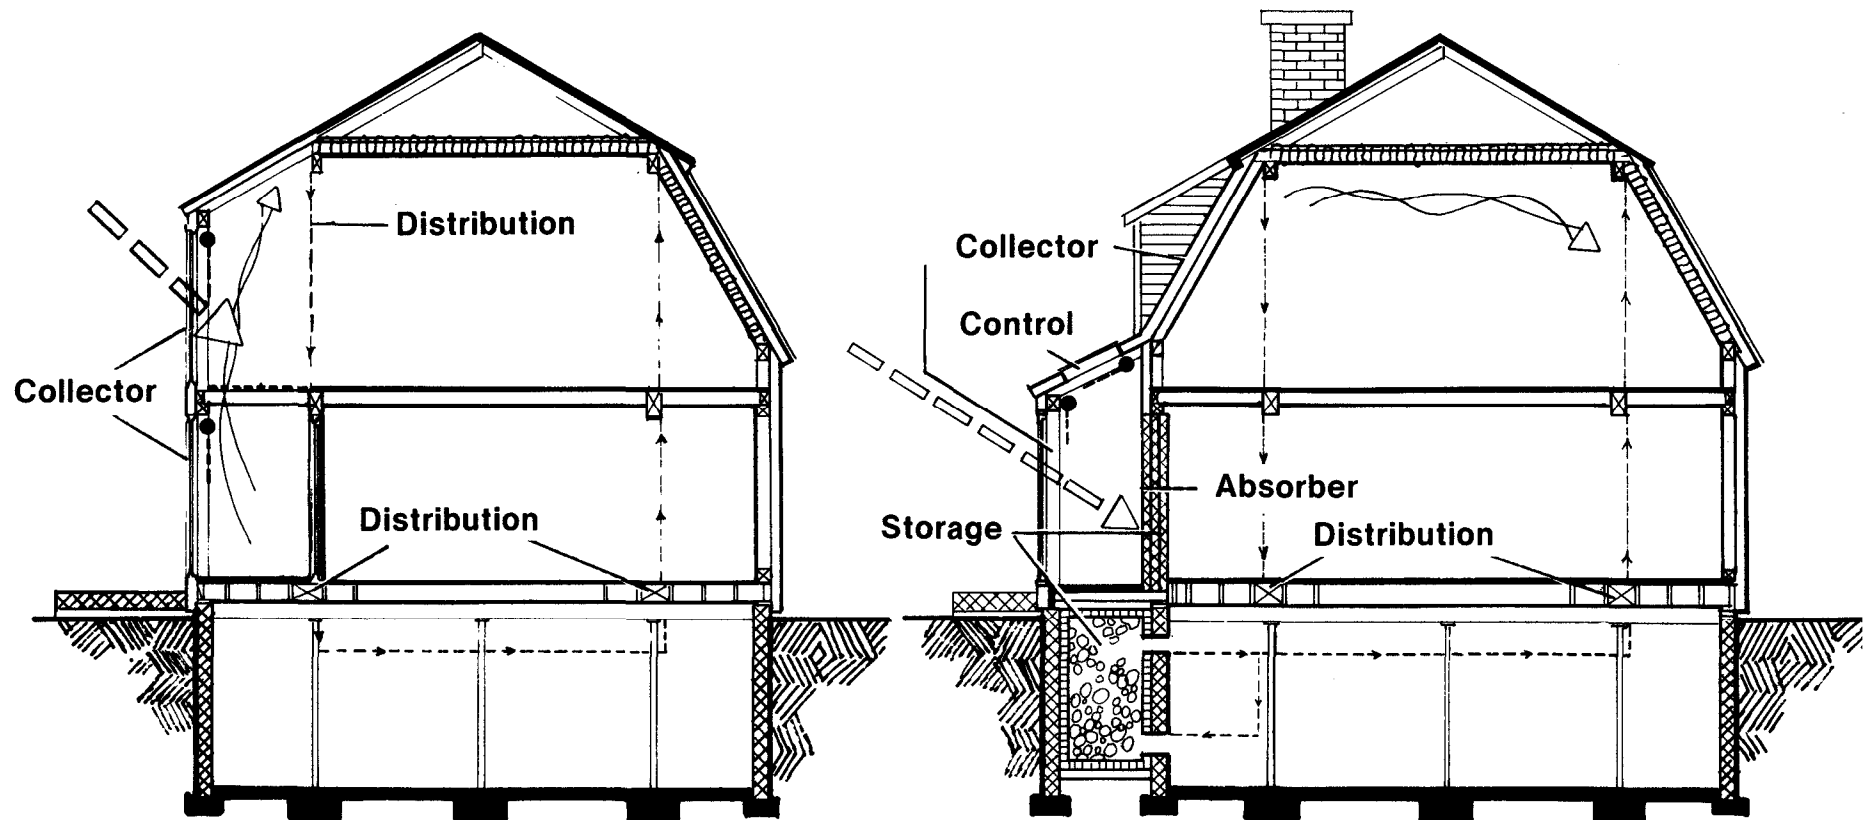 Distribution
Collector
Distribution
Collector
Control
Absorber
Storage
Distribution